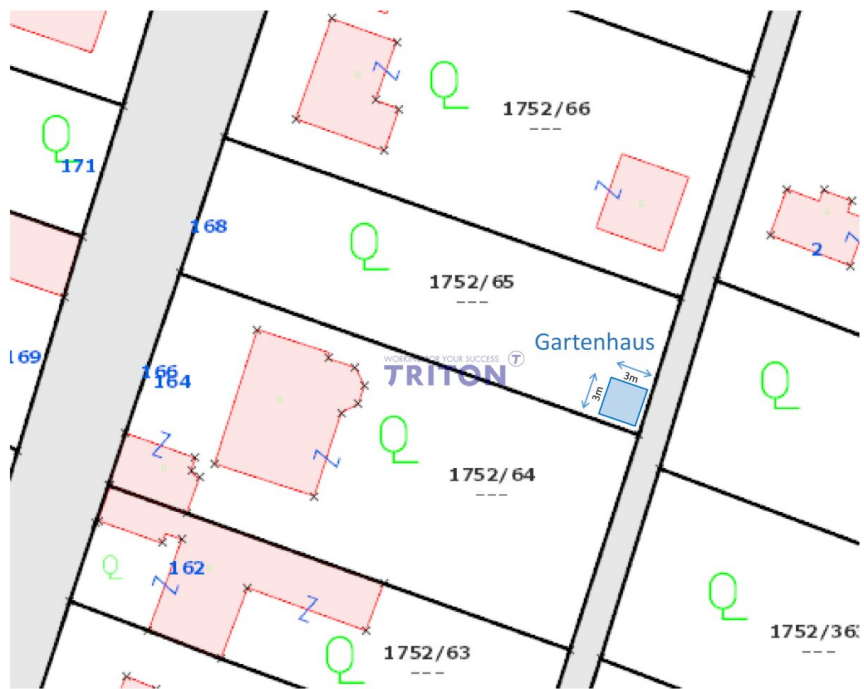 1752/66
---
171
168
1752/65
---
2
Gartenhaus
3m
3m
169
166
164
WORKING FOR YOUR SUCCESS
TRITON
T
1752/64
---
162
1752/63
---
1752/36
---